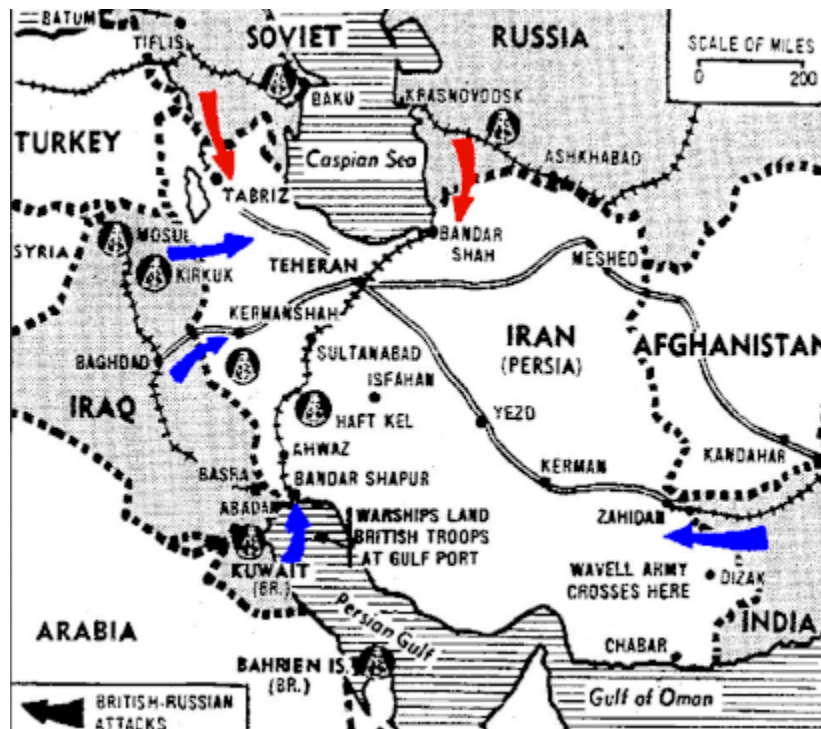 BATUM
TIFLIS
SOVIET
RUSSIA
SCALE OF MILES
0 200
BAKU
KRASNOVODSK
TURKEY
Caspian Sea
ASHKHABAD
TABRIZ
SYRIA
MOSUL
KIRKUK
BANDAR
SHAH
TEHERAN
MESHED
KERMANSHAH
IRAN
(PERSIA)
AFGHANISTAN
BAGHDAD
SULTANABAD
ISFAHAN
IRAQ
HAFT KEL
YEZD
AHWAZ
KANDAHAR
BASRA
BANDAR SHAPUR
KERMAN
ABADAN
ZAHIDAN
WARSHIPS LAND
BRITISH TROOPS
AT GULF PORT
KUWAIT
(BR.)
WAVELL ARMY
CROSSES HERE
DIZAK
INDIA
ARABIA
Persian Gulf
CHABAR
BAHRIEN IS.
(BR.)
Gulf of Oman
BRITISH-RUSSIAN
ATTACKS